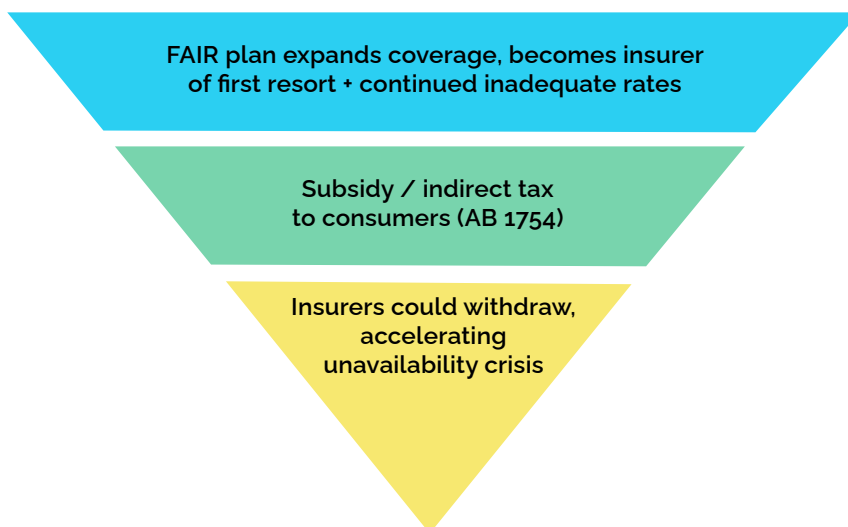 FAIR plan expands coverage, becomes insurer
of first resort + continued inadequate rates
Subsidy / indirect tax
to consumers (AB 1754)
Insurers could withdraw,
accelerating
unavailability crisis